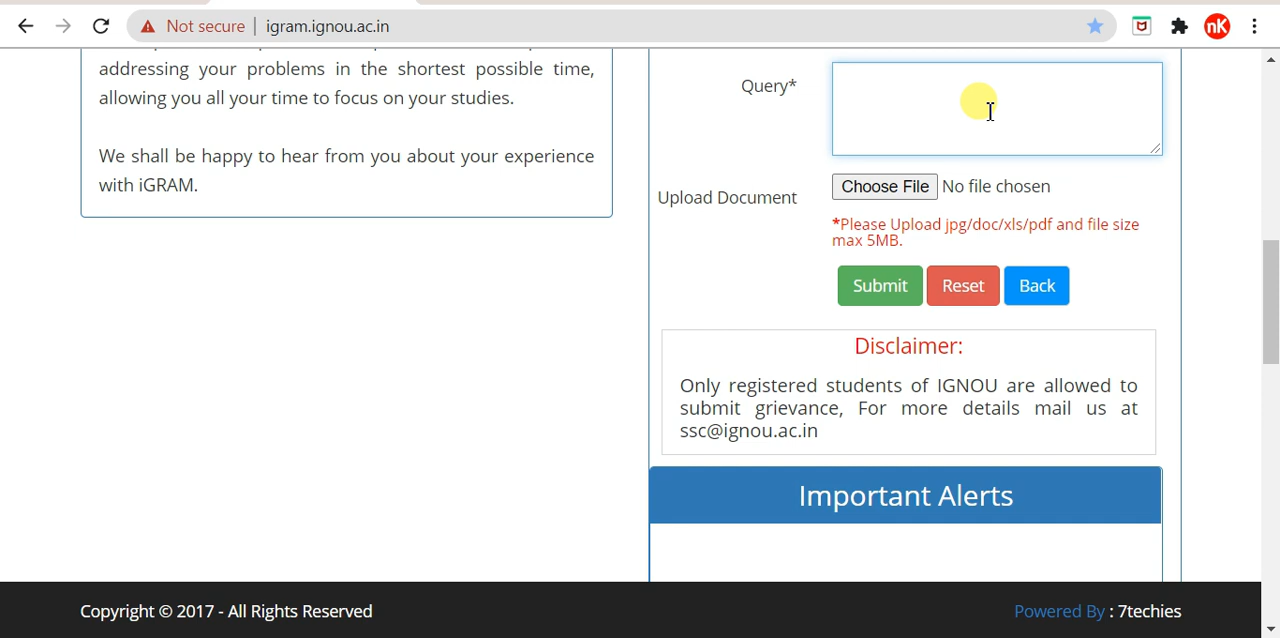 Not secure | igram.ignou.ac.in
nK
addressing your problems in the shortest possible time,
allowing you all your time to focus on your studies.
We shall be happy to hear from you about your experience
with iGRAM.
Query*
Upload Document
Choose File No file chosen
*Please Upload jpg/doc/xls/pdf and file size
max 5MB.
Submit Reset Back
Disclaimer:
Only registered students of IGNOU are allowed to
submit grievance, For more details mail us at
ssc@ignou.ac.in
Important Alerts
Copyright © 2017 - All Rights Reserved
Powered By : 7techies